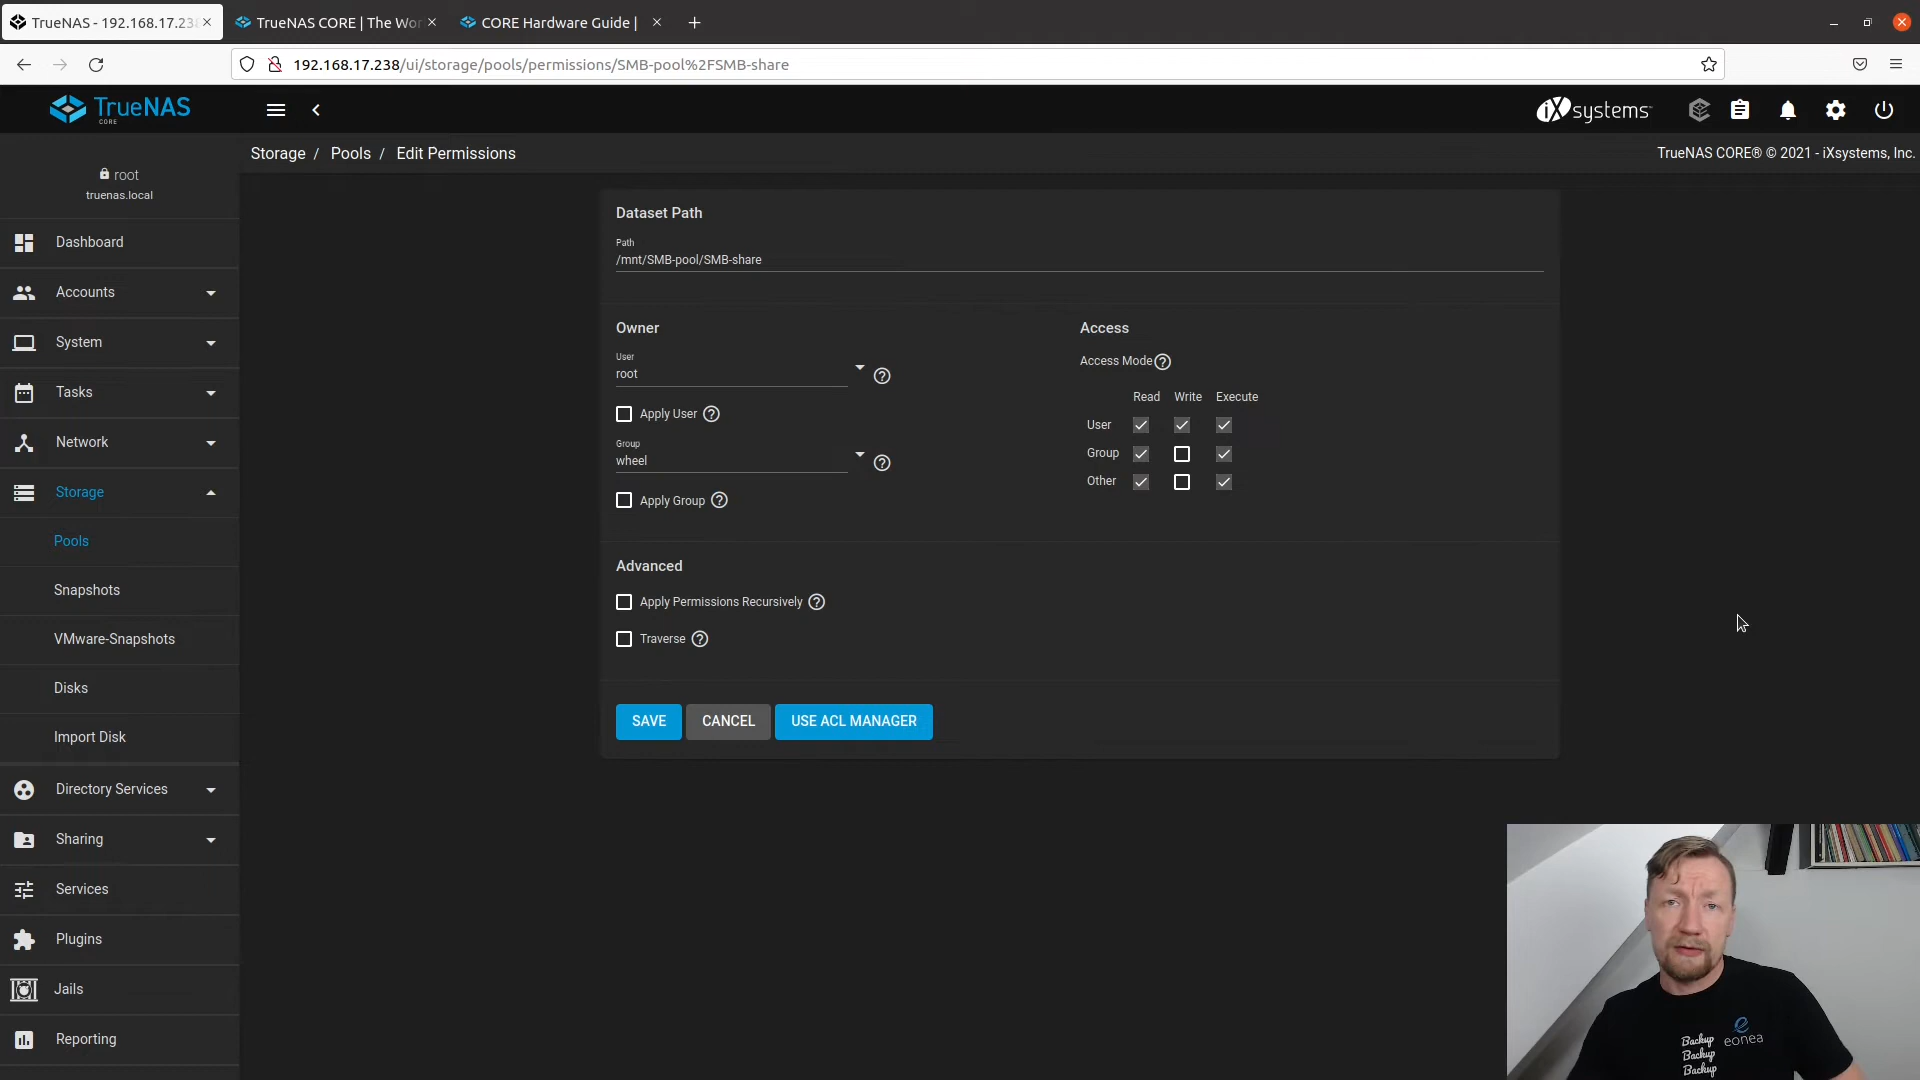 TrueNAS - 192.168.17.23
TrueNAS CORE | The Wor
CORE Hardware Guide |
192.168.17.238/ui/storage/pools/permissions/SMB-pool%2FSMB-share
TrueNAS
CORE
iXsystems
Storage / Pools / Edit Permissions
TrueNAS CORE® © 2021 - iXsystems, Inc.
root
truenas.local
Dashboard
Accounts
System
Tasks
Network
Storage
Pools
Snapshots
VMware-Snapshots
Disks
Import Disk
Directory Services
Sharing
Services
Plugins
Jails
Reporting
Dataset Path
Path
/mnt/SMB-pool/SMB-share
Owner
User
root
Apply User
Group
wheel
Apply Group
Access
Access Mode
Read Write Execute
User
Group
Other
Advanced
Apply Permissions Recursively
Traverse
SAVE CANCEL USE ACL MANAGER
Backup
Backup
Backup
eonea